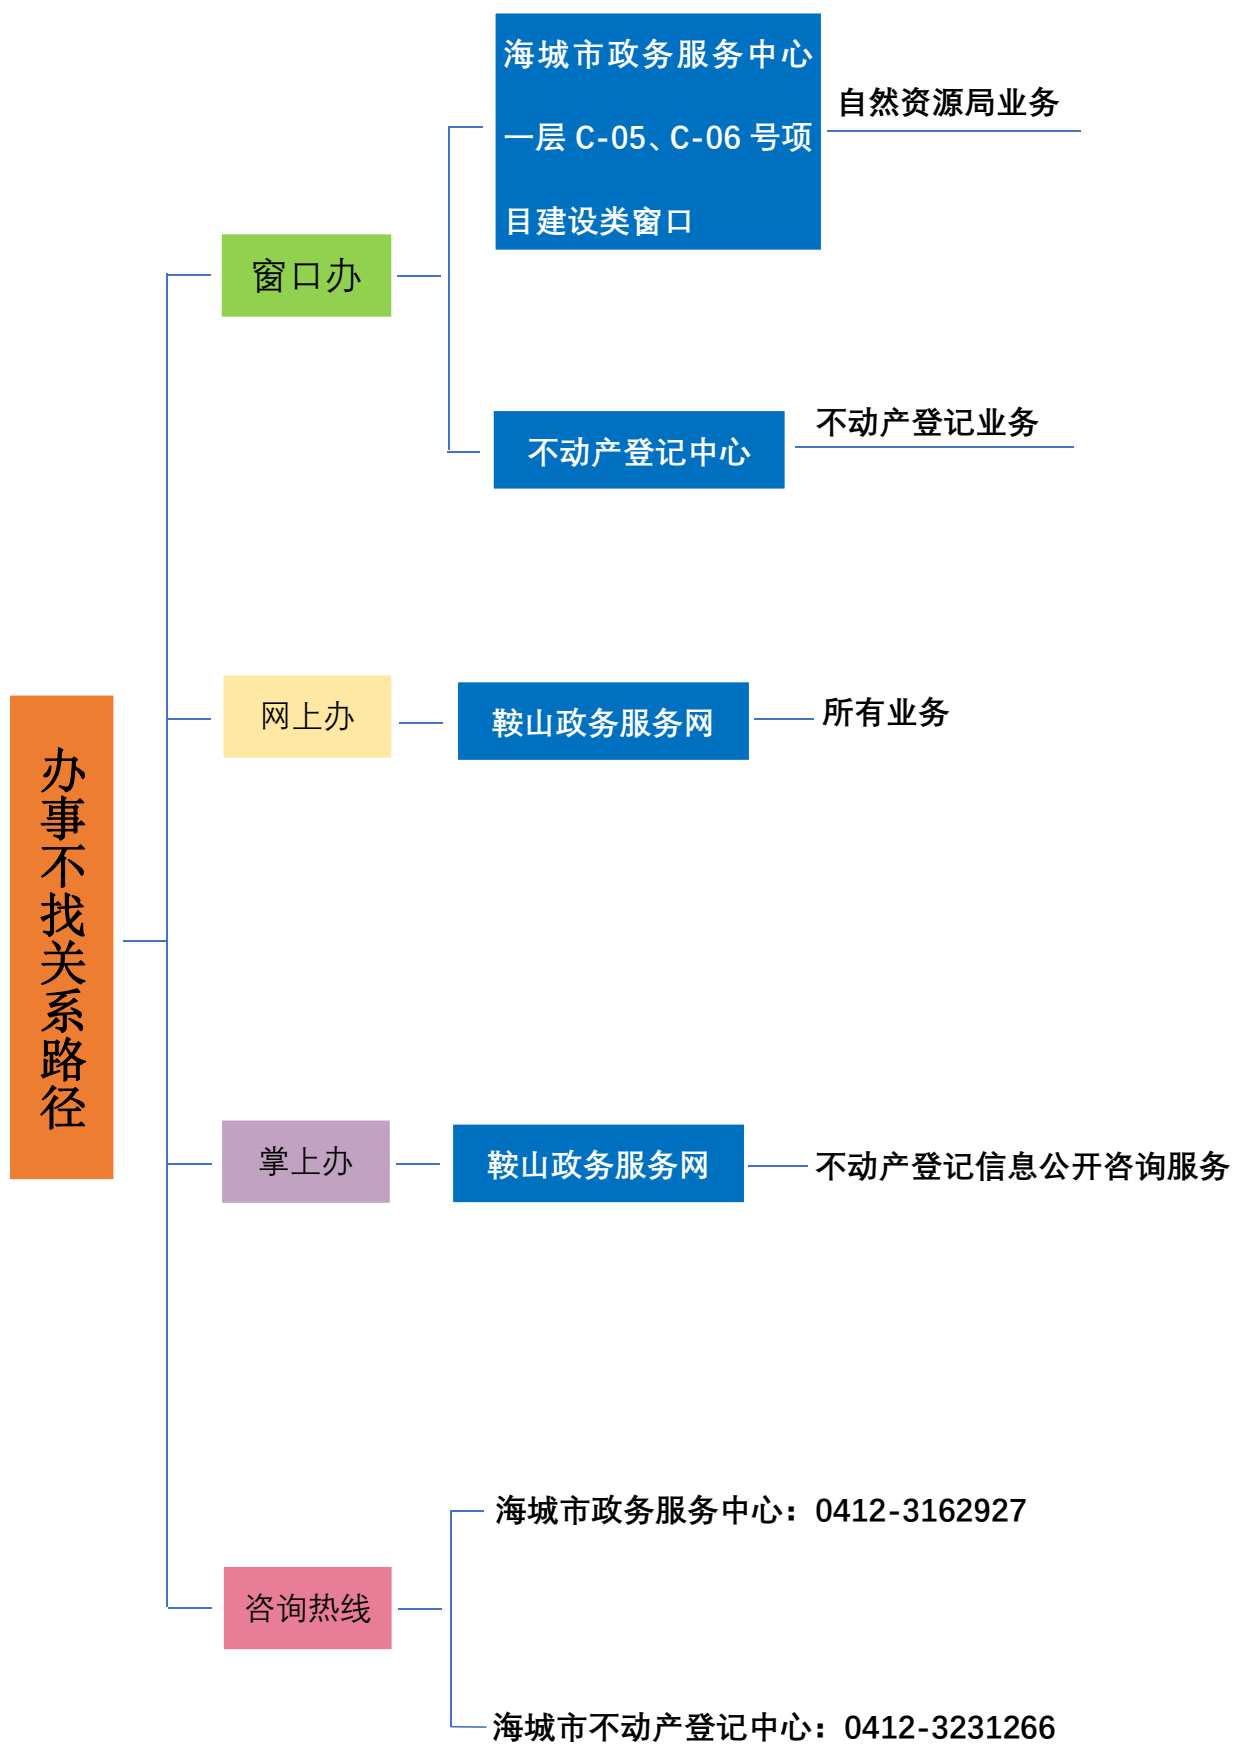 办事不找关系路径
窗口办
海城市政务服务中心
一层 C-05、C-06 号项
目建设类窗口
自然资源局业务
不动产登记中心
不动产登记业务
网上办
鞍山政务服务网
所有业务
掌上办
鞍山政务服务网
不动产登记信息公开咨询服务
咨询热线
海城市政务服务中心：0412-3162927
海城市不动产登记中心：0412-3231266